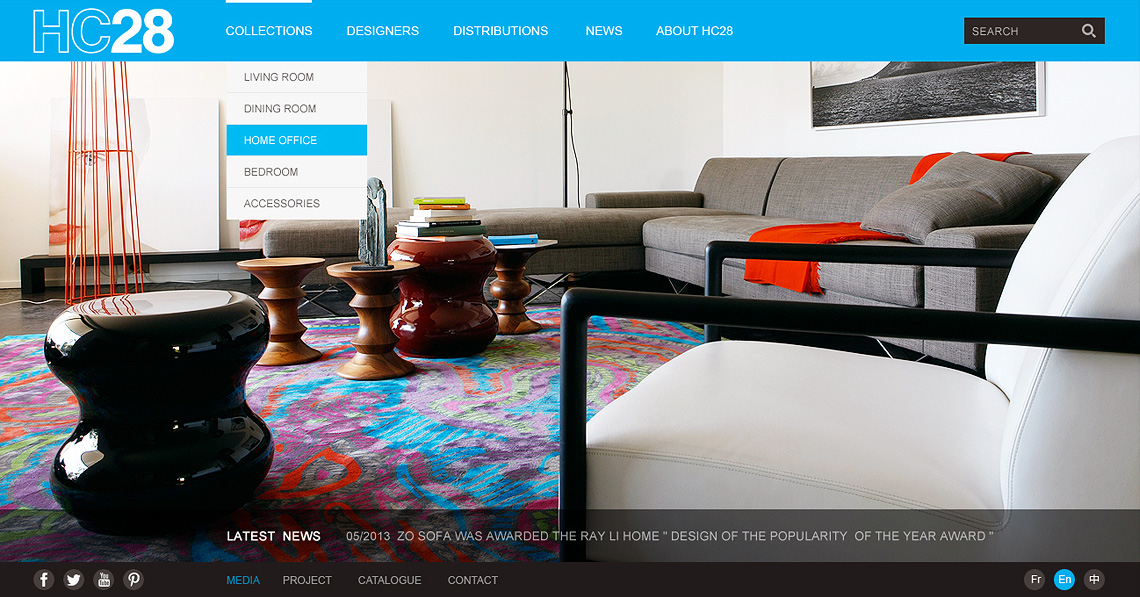 HC28
COLLECTIONS DESIGNERS DISTRIBUTIONS NEWS ABOUT HC28
SEARCH
LIVING ROOM
DINING ROOM
HOME OFFICE
BEDROOM
ACCESSORIES
LATEST NEWS 05/2013 ZO SOFA WAS AWARDED THE RAY LI HOME " DESIGN OF THE POPULARITY OF THE YEAR AWARD "
You Tube
MEDIA PROJECT CATALOGUE CONTACT
Fr En 中